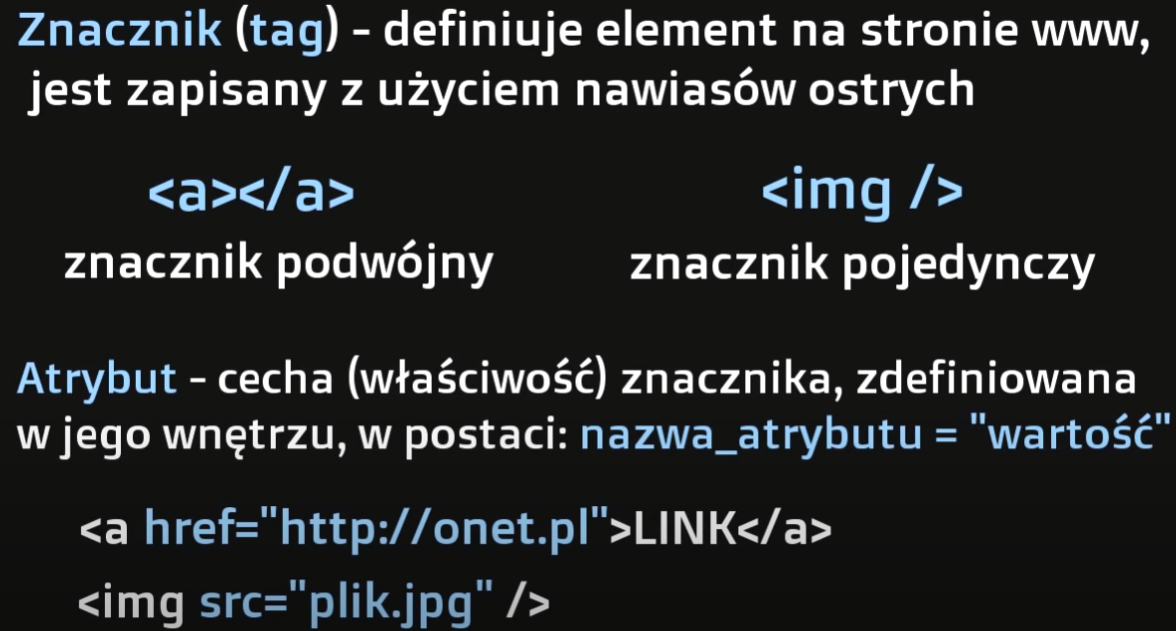 Znacznik (tag) - definiuje element na stronie www,
jest zapisany z użyciem nawiasów ostrych
<a></a>
<img />
znacznik podwójny
znacznik pojedynczy
Atrybut - cecha (właściwość) znacznika, zdefiniowana
w jego wnętrzu, w postaci: nazwa_atrybutu = "wartość"
<a href="http://onet.pl">LINK</a>
<img src="plik.jpg" />